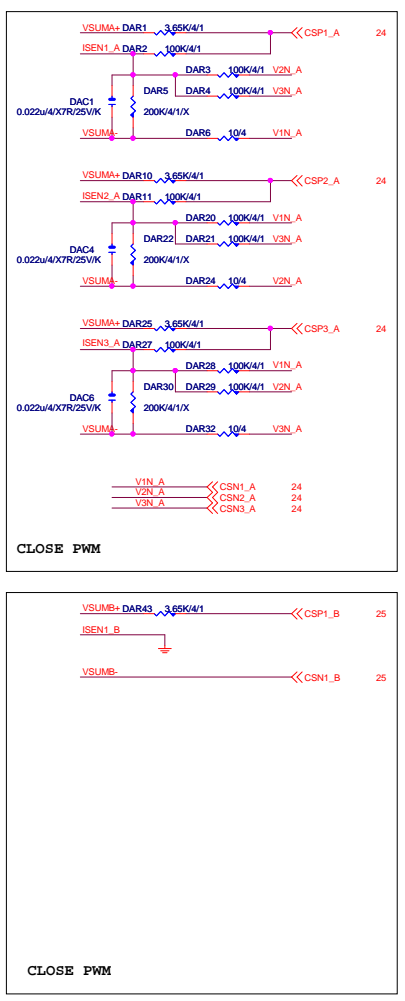 VSUMA+ DAR1 3.65K/4/1 CSP1_A 24
ISEN1_A DAR2 100K/4/1
DAR3 100K/4/1 V2N_A
DAC1 DAR5 DAR4 100K/4/1 V3N_A
0.022u/4/X7R/25V/K 200K/4/1/X
VSUMA- DAR6 10/4 V1N_A
VSUMA+ DAR10 3.65K/4/1 CSP2_A 24
ISEN2_A DAR11 100K/4/1
DAR20 100K/4/1 V1N_A
DAC4 DAR22 DAR21 100K/4/1 V3N_A
0.022u/4/X7R/25V/K 200K/4/1/X
VSUMA- DAR24 10/4 V2N_A
VSUMA+ DAR25 3.65K/4/1 CSP3_A 24
ISEN3_A DAR27 100K/4/1
DAR28 100K/4/1 V1N_A
DAC6 DAR30 DAR29 100K/4/1 V2N_A
0.022u/4/X7R/25V/K 200K/4/1/X
VSUMA- DAR32 10/4 V3N_A
V1N_A CSN1_A 24
V2N_A CSN2_A 24
V3N_A CSN3_A 24
CLOSE PWM
VSUMB+ DAR43 3.65K/4/1 CSP1_B 25
ISEN1_B
VSUMB- CSN1_B 25
CLOSE PWM